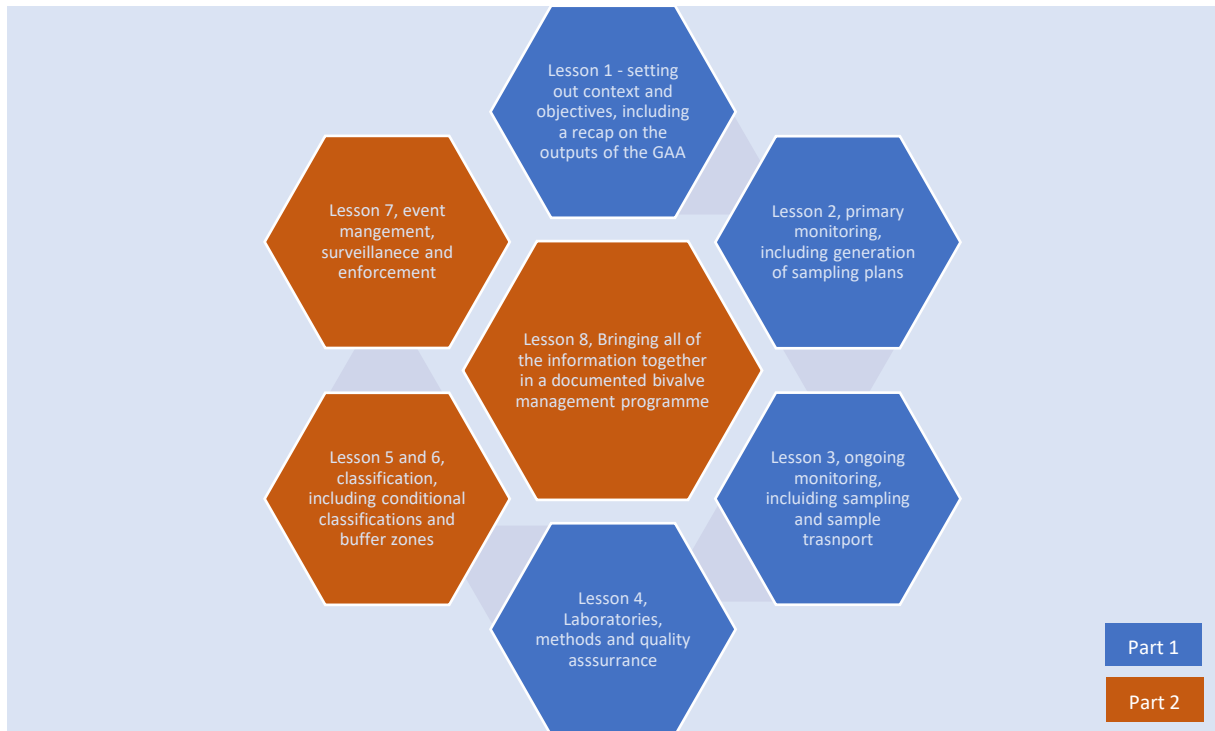 Lesson 1 - setting
out context and
objectives, including
a recap on the
outputs of the GAA
Lesson 2, primary
monitoring,
including generation
of sampling plans
Lesson 3, ongoing
monitoring,
incluiding sampling
and sample
trasnport
Lesson 4,
Laboratories,
methods and quality
asssurrance
Lesson 5 and 6,
classification,
including conditional
classifications and
buffer zones
Lesson 7, event
mangement,
surveillanece and
enforcement
Lesson 8, Bringing all of
the information together
in a documented bivalve
management programme
Part 1
Part 2